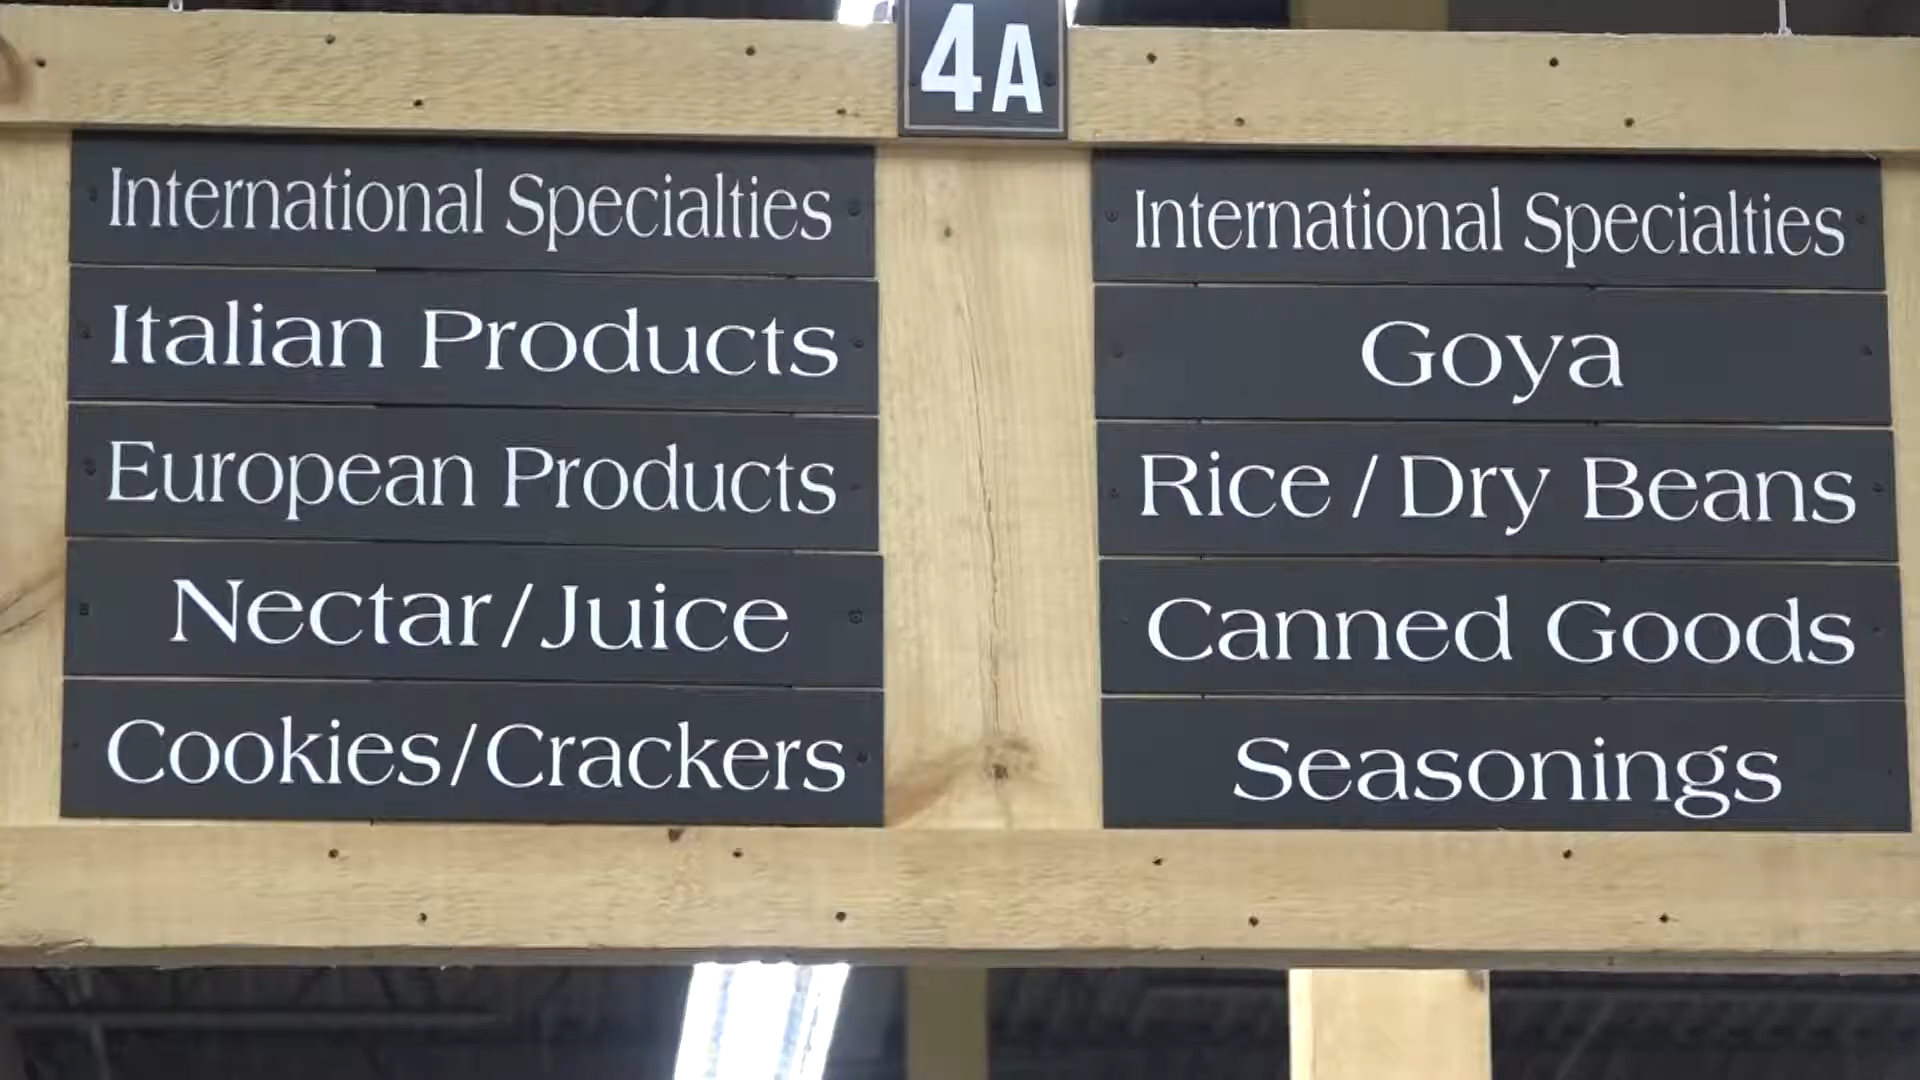 4A
International Specialties
Italian Products
European Products
Nectar/Juice
Cookies/Crackers
International Specialties
Goya
Rice / Dry Beans
Canned Goods
Seasonings